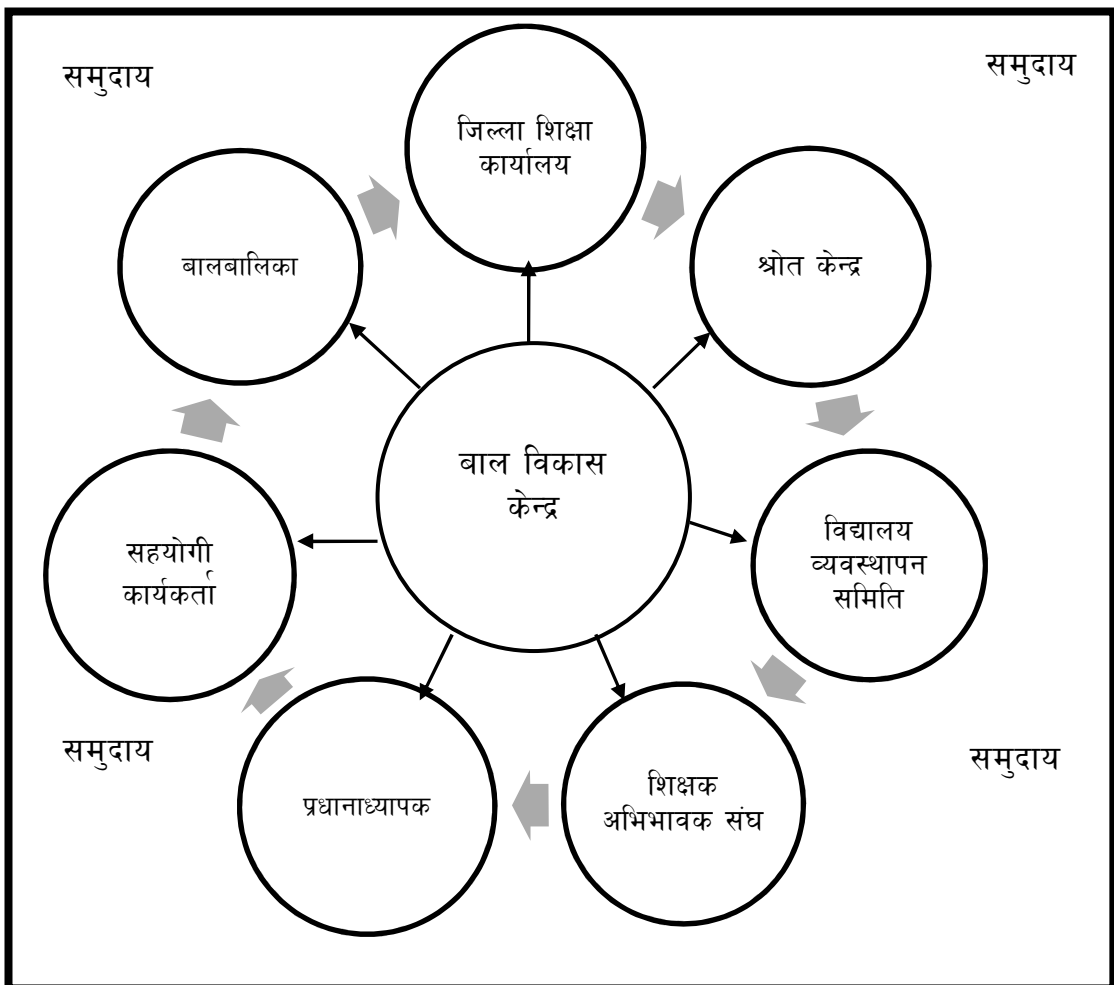 समुदाय
समुदाय
जिल्ला शिक्षा
कार्यालय
बालबालिका
श्रोत केन्द्र
बाल विकास
केन्द्र
सहयोगी
कार्यकर्ता
विद्यालय
व्यवस्थापन
समिति
समुदाय
समुदाय
प्रधानाध्यापक
शिक्षक
अभिभावक संघ